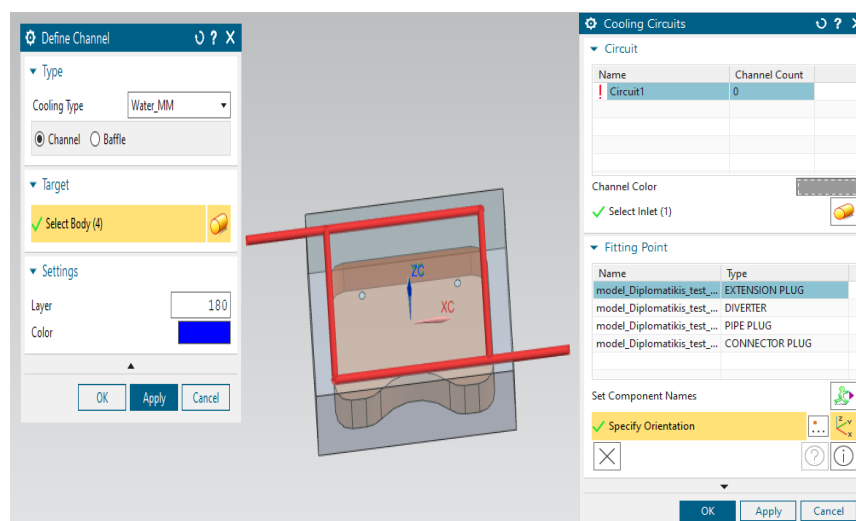 Define Channel
Type
Cooling Type Water_MM
Channel Baffle
Target
Select Body (4)
Settings
Layer 180
Color
OK Apply Cancel
ZC
XC
Cooling Circuits
Circuit
Name Channel Count
Circuit1 0
Channel Color
Select Inlet (1)
Fitting Point
Name Type
model_Diplomatikis_test_... EXTENSION PLUG
model_Diplomatikis_test_... DIVERTER
model_Diplomatikis_test_... PIPE PLUG
model_Diplomatikis_test_... CONNECTOR PLUG
Set Component Names
Specify Orientation
OK Apply Cancel